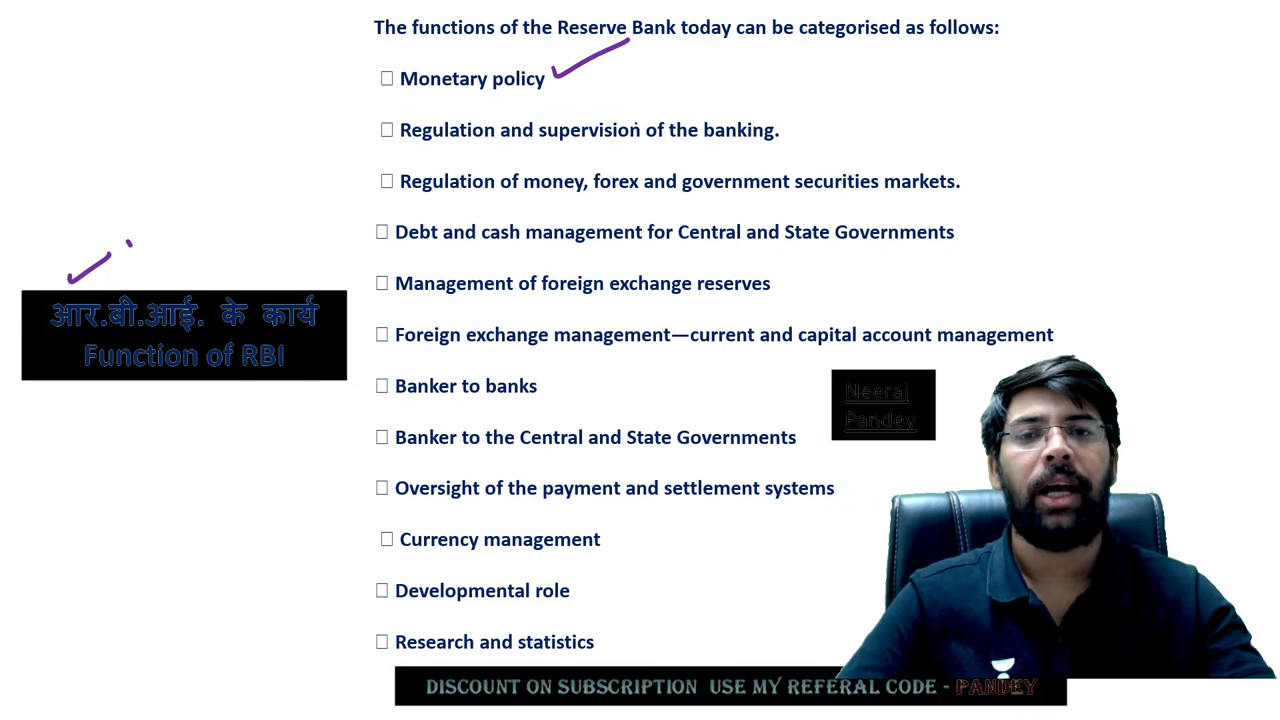 The functions of the Reserve Bank today can be categorised as follows:
Monetary policy
Regulation and supervision of the banking.
Regulation of money, forex and government securities markets.
Debt and cash management for Central and State Governments
Management of foreign exchange reserves
Foreign exchange management—current and capital account management
Banker to banks
Banker to the Central and State Governments
Oversight of the payment and settlement systems
Currency management
Developmental role
Research and statistics
आर.बी.आई. के कार्य
Function of RBI
Neeraj
Pandey
DISCOUNT ON SUBSCRIPTION USE MY REFERAL CODE - PANDEY